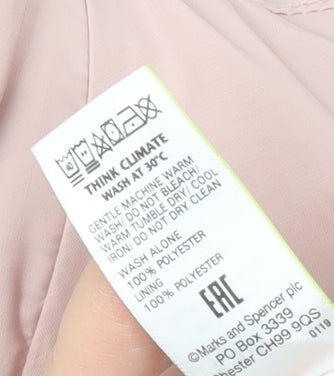 THINK CLIMATE
WASH AT 30°C
GENTLE MACHINE WARM
WASH/ DO NOT BLEACH/
WARM TUMBLE DRY/ COOL
IRON/ DO NOT DRY CLEAN
WASH ALONE
100% POLYESTER
LINING
100% POLYESTER
EAC
©Marks and Spencer plc
PO Box 3339
Chester CH99 9QS
0119